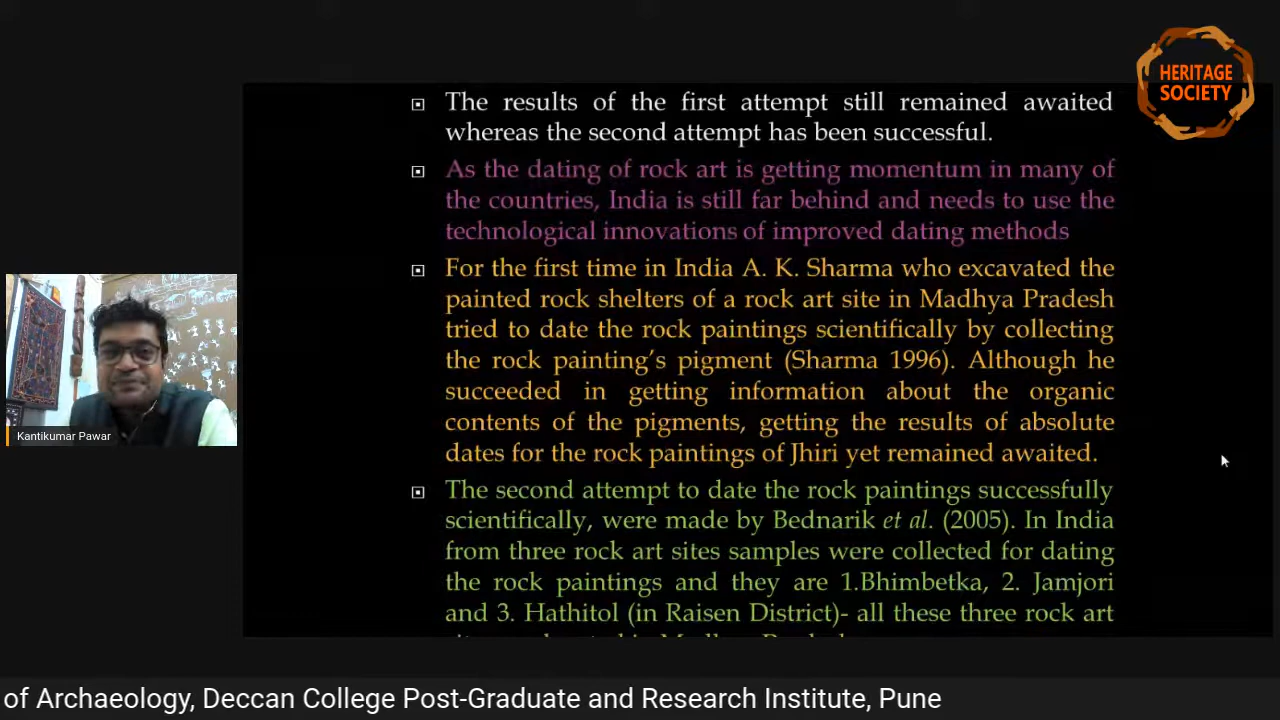 HERITAGE
SOCIETY
The results of the first attempt still remained awaited
whereas the second attempt has been successful.
As the dating of rock art is getting momentum in many of
the countries, India is still far behind and needs to use the
technological innovations of improved dating methods
For the first time in India A. K. Sharma who excavated the
painted rock shelters of a rock art site in Madhya Pradesh
tried to date the rock paintings scientifically by collecting
the rock painting's pigment (Sharma 1996). Although he
succeeded in getting information about the organic
contents of the pigments, getting the results of absolute
dates for the rock paintings of Jhiri yet remained awaited.
The second attempt to date the rock paintings successfully
scientifically, were made by Bednarik et al. (2005). In India
from three rock art sites samples were collected for dating
the rock paintings and they are 1.Bhimbetka, 2. Jamjori
and 3. Hathitol (in Raisen District)- all these three rock art
Kantikumar Pawar
of Archaeology, Deccan College Post-Graduate and Research Institute, Pune